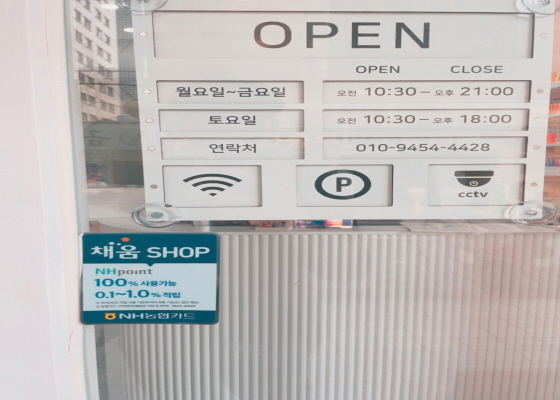 OPEN
OPEN CLOSE
월요일~금요일 오전 10:30 – 오후 21:00
토요일 오전 10:30 – 오후 18:00
연락처 010-9454-4428
P
cctv
채움 SHOP
NHpoint
100% 사용가능
0.1~1.0% 적립
NH농협카드